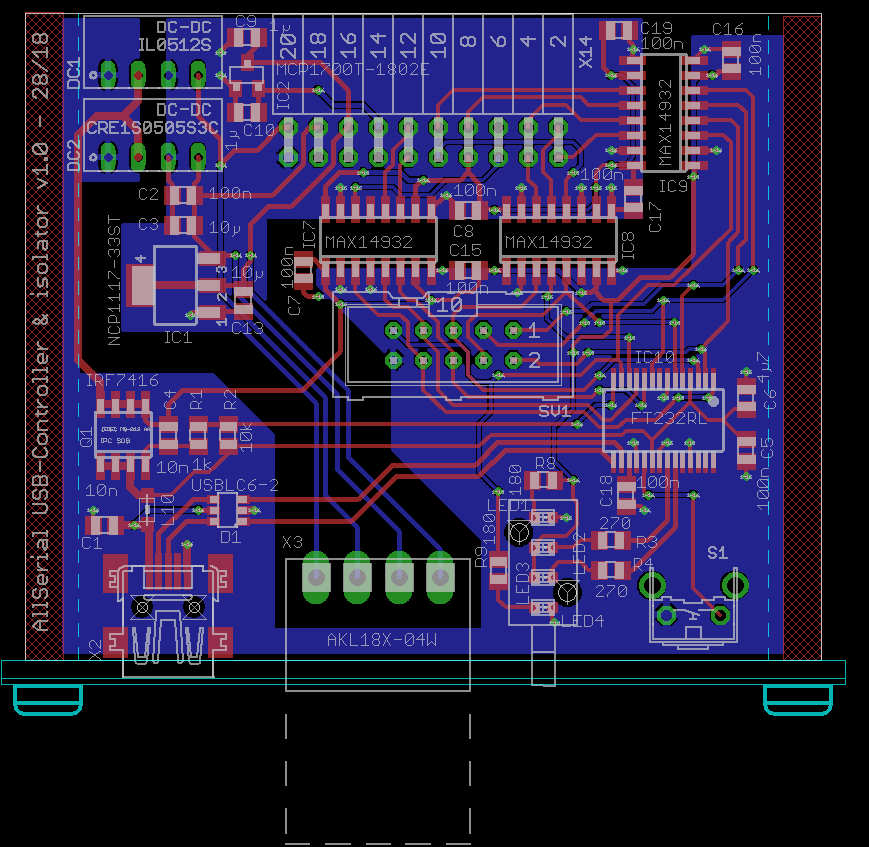 AllSerial USB-Controller & isolator v1.0 - 28/18
DC1
DC-DC
IL0512S
DC2
DC-DC
CRE1S0505S3C
C9
1µ
MCP1700T-1802E
IC2
C10
1µ
20
18
16
14
12
10
8
6
4
2
X14
C19
100n
C16
100n
MAX14932
IC9
C2
100n
C3
10µ
NCP1117-33ST
4
3
2
1
IC1
10µ
C13
C7
100n
IC7
MAX14932
100n
C8
C15
100n
MAX14932
IC8
100n
C17
10
1
2
SV1
IC10
FT232RL
4,7µ
C6
C5
100n
IRF7416
Q1
C4
R1
R2
10n
1k
10k
10n
C1
L10
USBLC6-2
D1
X2
X3
AKL18X-04W
R8
180
LED1
R9
180
LED2
LED3
LED4
C18
100n
270
R3
R4
270
S1